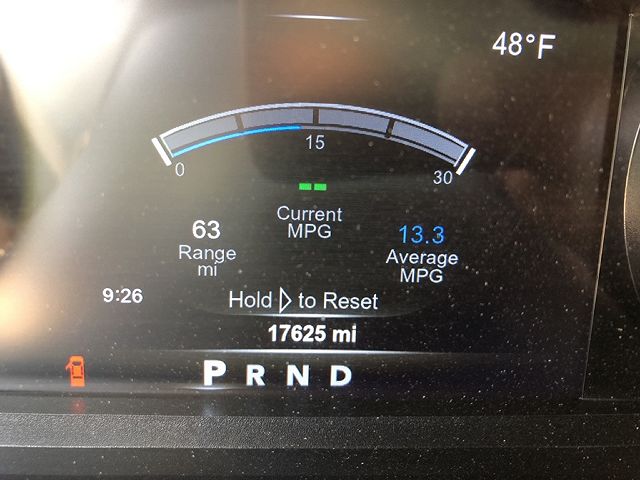 48°F
15
0
30
--
Current
MPG
63
Range
mi
13.3
Average
MPG
9:26
Hold ▷ to Reset
17625 mi
P R N D